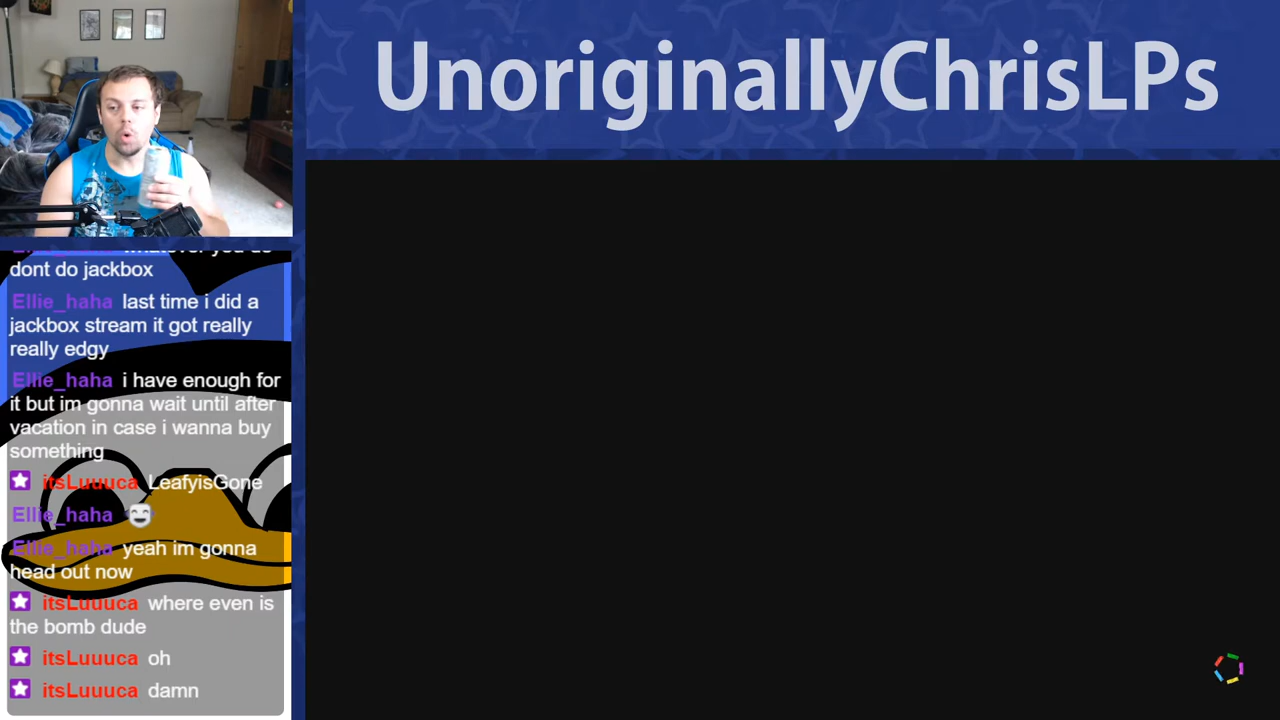 UnoriginallyChrisLPs
dont do jackbox
Ellie_haha last time i did a
jackbox stream it got really
really edgy
Ellie_haha i have enough for
it but im gonna wait until after
vacation in case i wanna buy
something
itsLuuuca LeafyisGone
Ellie_haha
Ellie_haha yeah im gonna
head out now
itsLuuuca where even is
the bomb dude
itsLuuuca oh
itsLuuuca damn